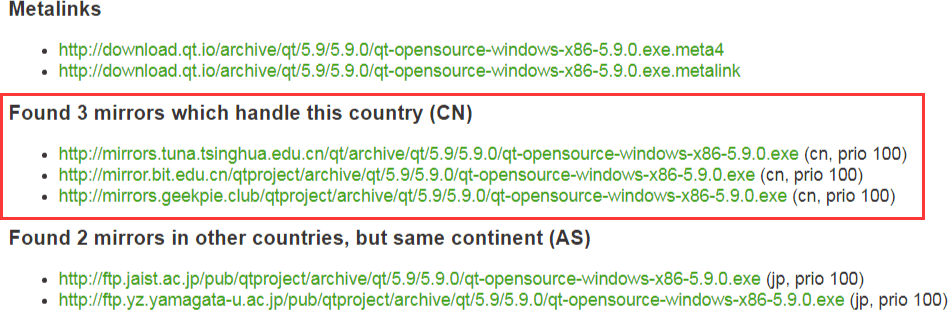 Metalinks
http://download.qt.io/archive/qt/5.9/5.9.0/qt-opensource-windows-x86-5.9.0.exe.meta4
http://download.qt.io/archive/qt/5.9/5.9.0/qt-opensource-windows-x86-5.9.0.exe.metalink
Found 3 mirrors which handle this country (CN)
http://mirrors.tuna.tsinghua.edu.cn/qt/archive/qt/5.9/5.9.0/qt-opensource-windows-x86-5.9.0.exe (cn, prio 100)
http://mirror.bit.edu.cn/qtproject/archive/qt/5.9/5.9.0/qt-opensource-windows-x86-5.9.0.exe (cn, prio 100)
http://mirrors.geekpie.club/qtproject/archive/qt/5.9/5.9.0/qt-opensource-windows-x86-5.9.0.exe (cn, prio 100)
Found 2 mirrors in other countries, but same continent (AS)
http://ftp.jaist.ac.jp/pub/qtproject/archive/qt/5.9/5.9.0/qt-opensource-windows-x86-5.9.0.exe (jp, prio 100)
http://ftp.yz.yamagata-u.ac.jp/pub/qtproject/archive/qt/5.9/5.9.0/qt-opensource-windows-x86-5.9.0.exe (jp, prio 100)